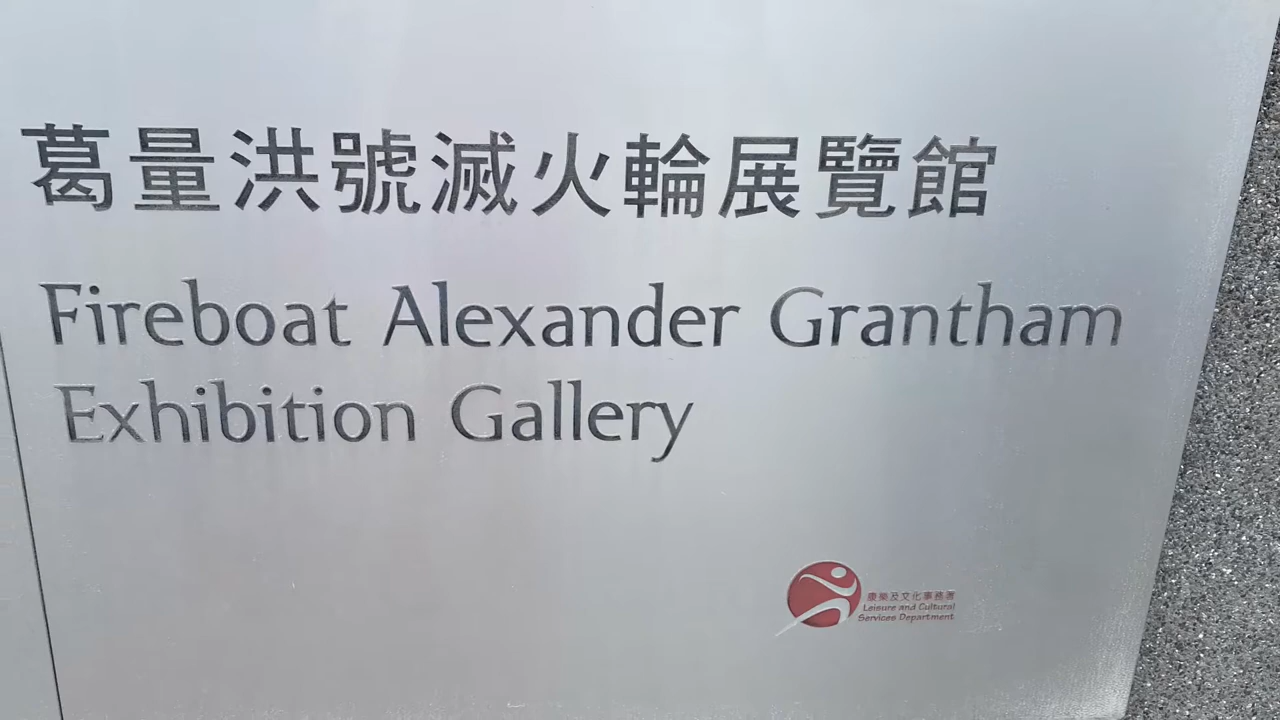 葛量洪號滅火輪展覽館
Fireboat Alexander Grantham
Exhibition Gallery
康樂及文化事務署
Leisure and Cultural
Services Department